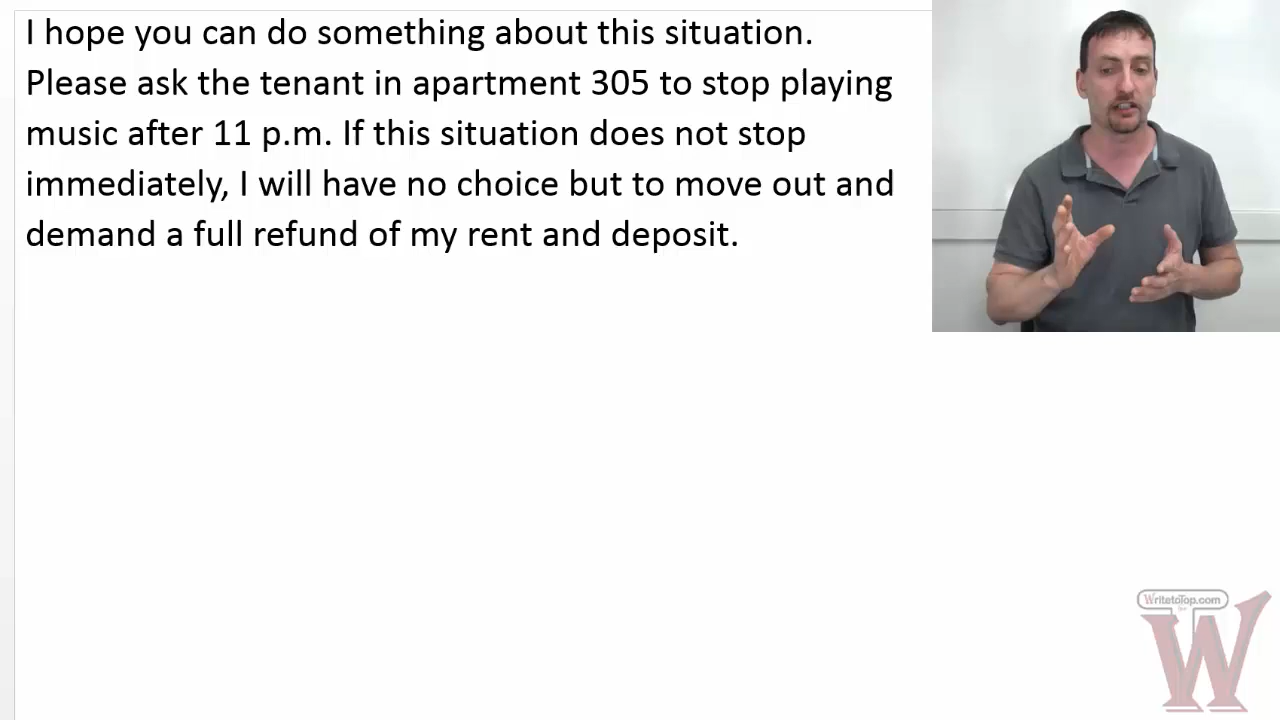 I hope you can do something about this situation.
Please ask the tenant in apartment 305 to stop playing
music after 11 p.m. If this situation does not stop
immediately, I will have no choice but to move out and
demand a full refund of my rent and deposit.
WritetoTop.com
W